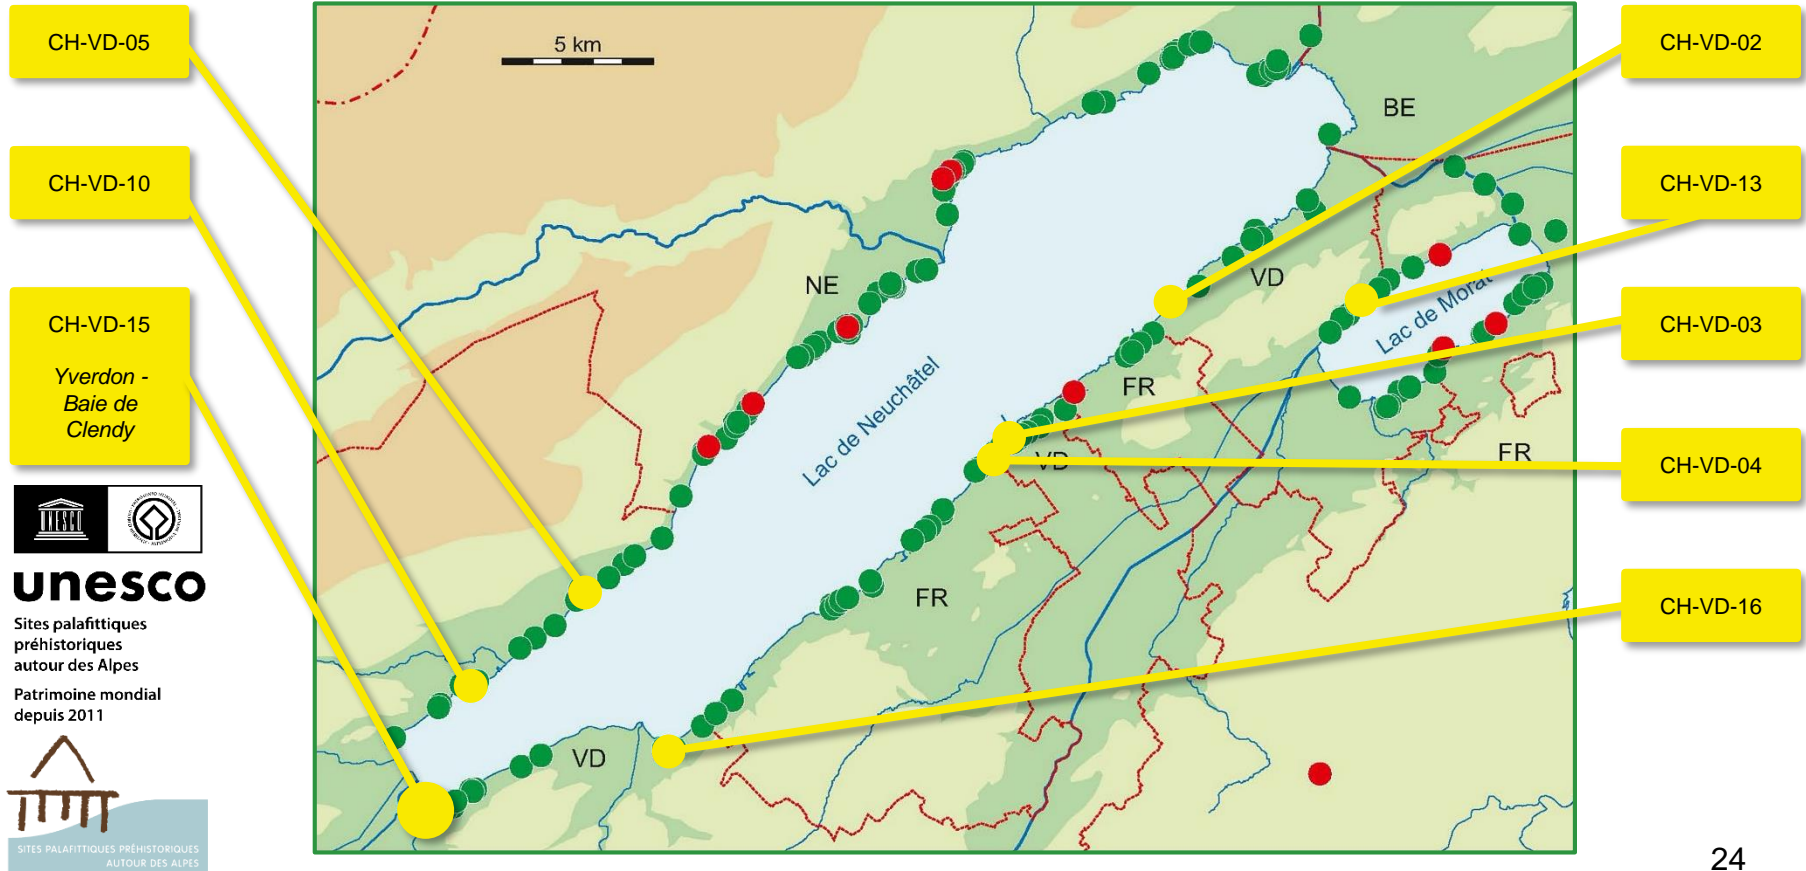 CH-VD-05
CH-VD-10
CH-VD-15
Yverdon -
Baie de
Clendy
UNESCO
unesco
Sites palafittiques
préhistoriques
autour des Alpes
Patrimoine mondial
depuis 2011
SITES PALAFITTIQUES PRÉHISTORIQUES
AUTOUR DES ALPES
5 km
BE
NE
VD
Lac de Morat
Lac de Neuchâtel
FR
VD
FR
FR
VD
CH-VD-02
CH-VD-13
CH-VD-03
CH-VD-04
CH-VD-16
24